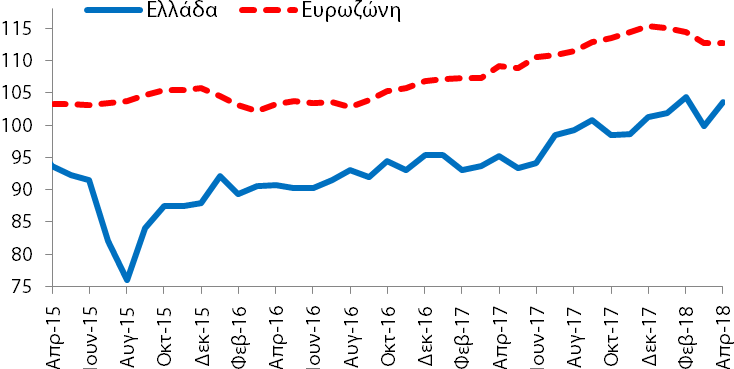 Ελλάδα
Ευρωζώνη
115
110
105
100
95
90
85
80
75
Απρ-15
Ιουν-15
Αυγ-15
Οκτ-15
Δεκ-15
Φεβ-16
Απρ-16
Ιουν-16
Αυγ-16
Οκτ-16
Δεκ-16
Φεβ-17
Απρ-17
Ιουν-17
Αυγ-17
Οκτ-17
Δεκ-17
Φεβ-18
Απρ-18